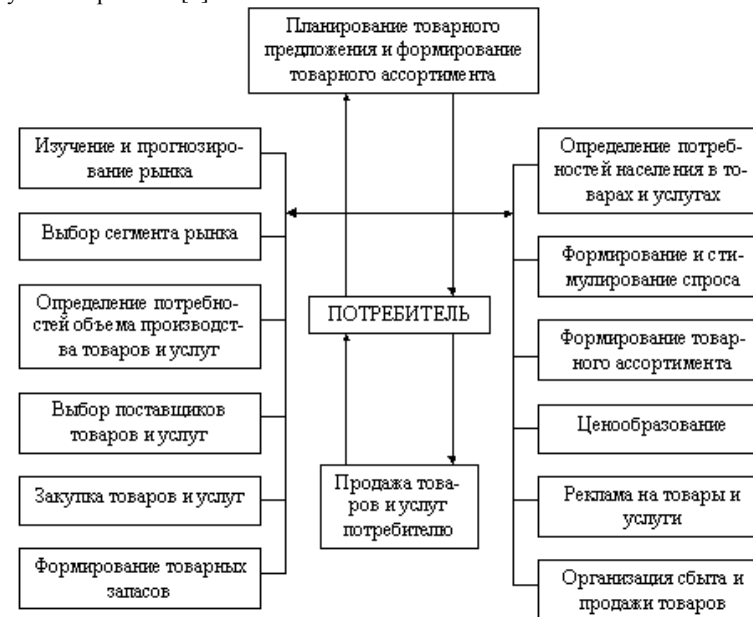 Планирование товарного
предложения и формирование
товарного ассортимента
Изучение и прогнозиро-
вание рынка
Выбор сегмента рынка
Определение потребно-
стей объема производст-
ва товаров и услуг
Выбор поставщиков
товаров и услуг
Закупка товаров и услуг
Формирование товарных
запасов
ПОТРЕБИТЕЛЬ
Продажа това-
ров и услуг
потребителю
Определение потреб-
ностей населения в то-
варах и услугах
Формирование и сти-
мулирование спроса
Формирование товар-
ного ассортимента
Ценообразование
Реклама на товары и
услуги
Организация сбыта и
продажи товаров